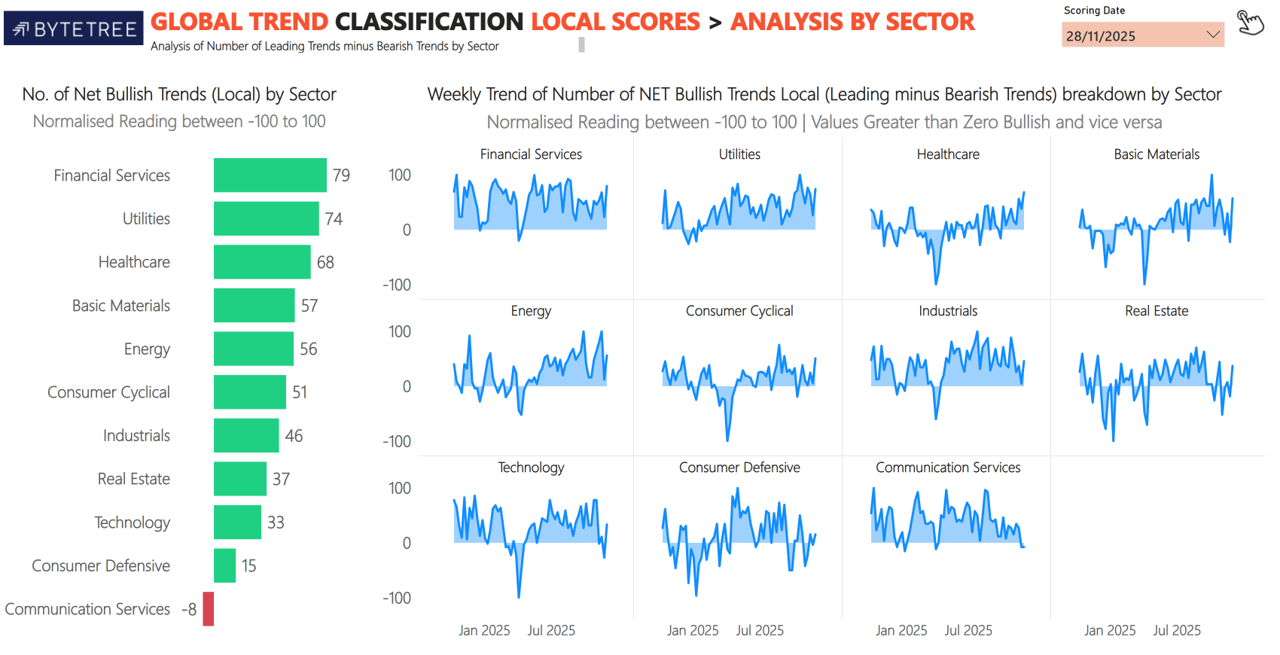 BYTETREE
GLOBAL TREND CLASSIFICATION LOCAL SCORES > ANALYSIS BY SECTOR
Analysis of Number of Leading Trends minus Bearish Trends by Sector
Scoring Date
28/11/2025
No. of Net Bullish Trends (Local) by Sector
Normalised Reading between -100 to 100
Financial Services 79
Utilities 74
Healthcare 68
Basic Materials 57
Energy 56
Consumer Cyclical 51
Industrials 46
Real Estate 37
Technology 33
Consumer Defensive 15
Communication Services -8
Weekly Trend of Number of NET Bullish Trends Local (Leading minus Bearish Trends) breakdown by Sector
Normalised Reading between -100 to 100 | Values Greater than Zero Bullish and vice versa
Financial Services Utilities Healthcare Basic Materials
100
0
-100
Energy Consumer Cyclical Industrials Real Estate
100
0
-100
Technology Consumer Defensive Communication Services
100
0
-100
Jan 2025 Jul 2025 Jan 2025 Jul 2025 Jan 2025 Jul 2025 Jan 2025 Jul 2025